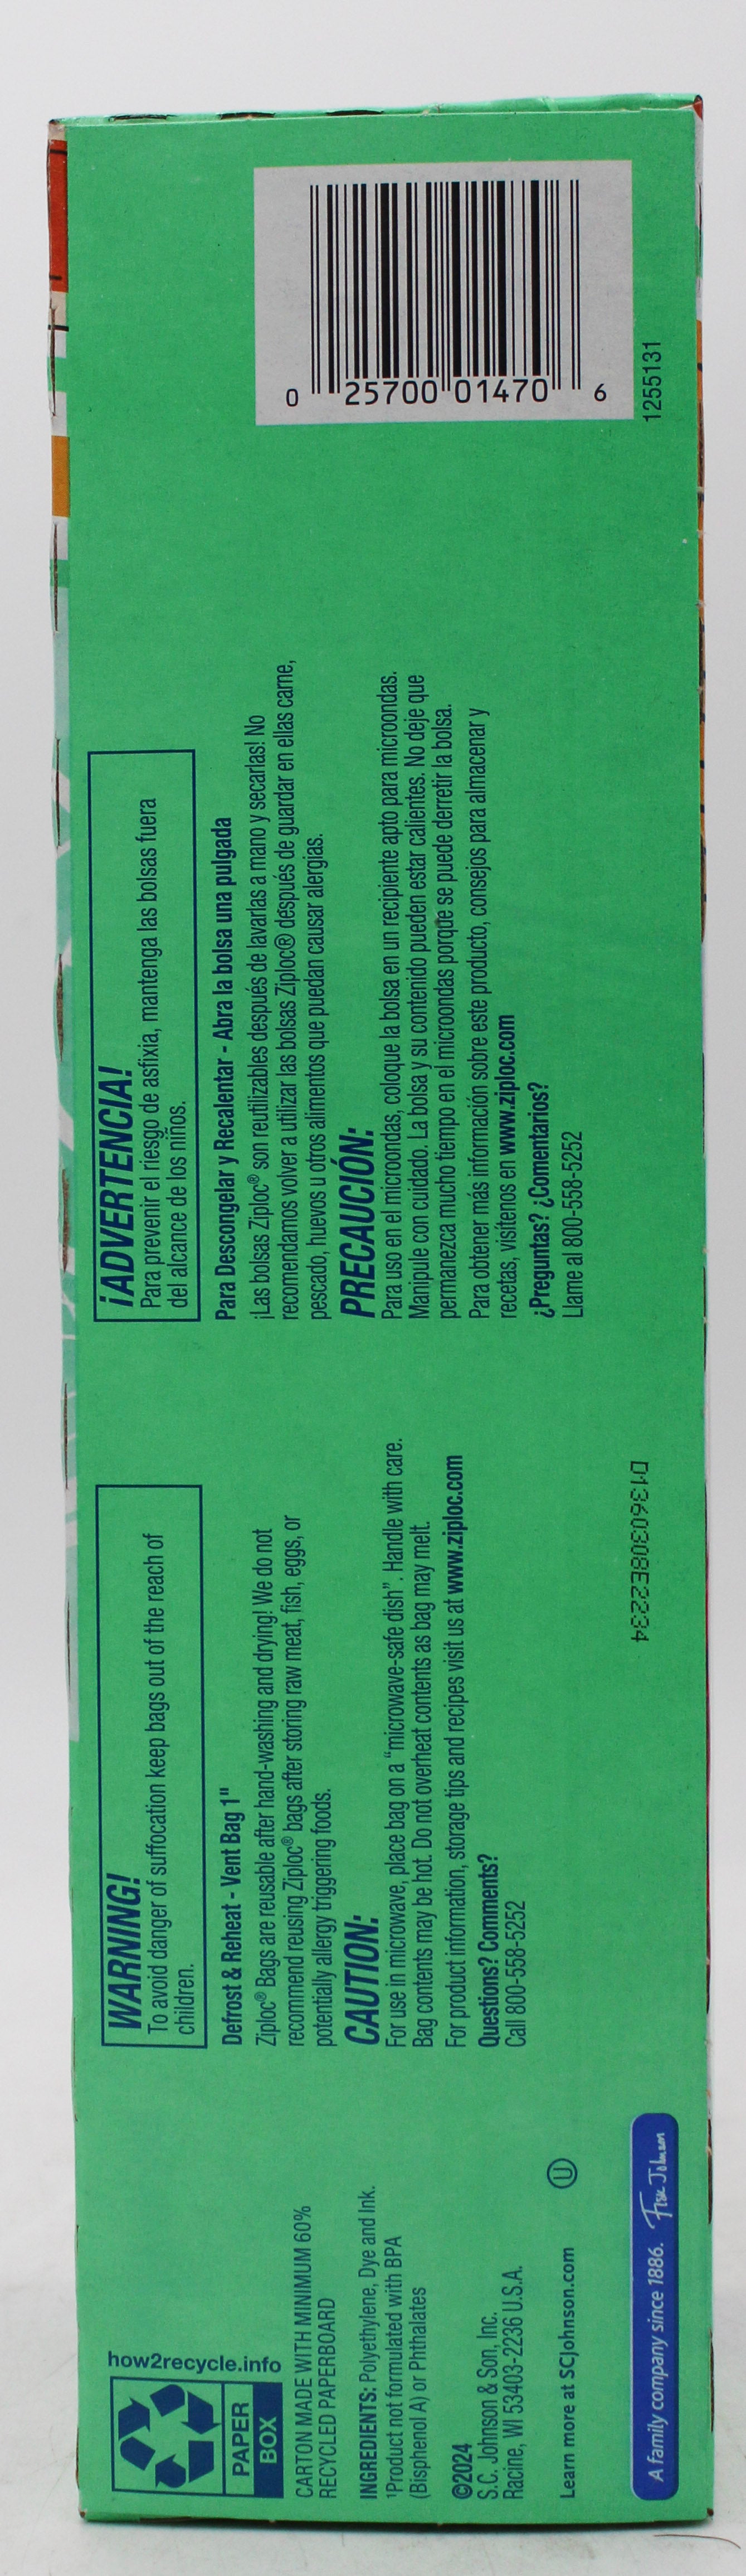 how2recycle.info
PAPER
BOX
CARTON MADE WITH MINIMUM 60%
RECYCLED PAPERBOARD
INGREDIENTS: Polyethylene, Dye and Ink.
¹Product not formulated with BPA
(Bisphenol A) or Phthalates
©2024
S.C. Johnson & Son, Inc.
Racine, WI 53403-2236 U.S.A.
Learn more at SCJohnson.com
U
A family company since 1886. Fisk Johnson
WARNING!
To avoid danger of suffocation keep bags out of the reach of
children.
Defrost & Reheat - Vent Bag 1"
Ziploc® Bags are reusable after hand-washing and drying! We do not
recommend reusing Ziploc® bags after storing raw meat, fish, eggs, or
potentially allergy triggering foods.
CAUTION:
For use in microwave, place bag on a “microwave-safe dish”. Handle with care.
Bag contents may be hot. Do not overheat contents as bag may melt.
For product information, storage tips and recipes visit us at www.ziploc.com
Questions? Comments?
Call 800-558-5252
D1360308E2234
¡ADVERTENCIA!
Para prevenir el riesgo de asfixia, mantenga las bolsas fuera
del alcance de los niños.
Para Descongelar y Recalentar - Abra la bolsa una pulgada
¡Las bolsas Ziploc® son reutilizables después de lavarlas a mano y secarlas! No
recomendamos volver a utilizar las bolsas Ziploc® después de guardar en ellas carne,
pescado, huevos u otros alimentos que puedan causar alergias.
PRECAUCIÓN:
Para uso en el microondas, coloque la bolsa en un recipiente apto para microondas.
Manipule con cuidado. La bolsa y su contenido pueden estar calientes. No deje que
permanezca mucho tiempo en el microondas porque se puede derretir la bolsa.
Para obtener más información sobre este producto, consejos para almacenar y
recetas, visítenos en www.ziploc.com
¿Preguntas? ¿Comentarios?
Llame al 800-558-5252
0 25700 01470 6
1255131